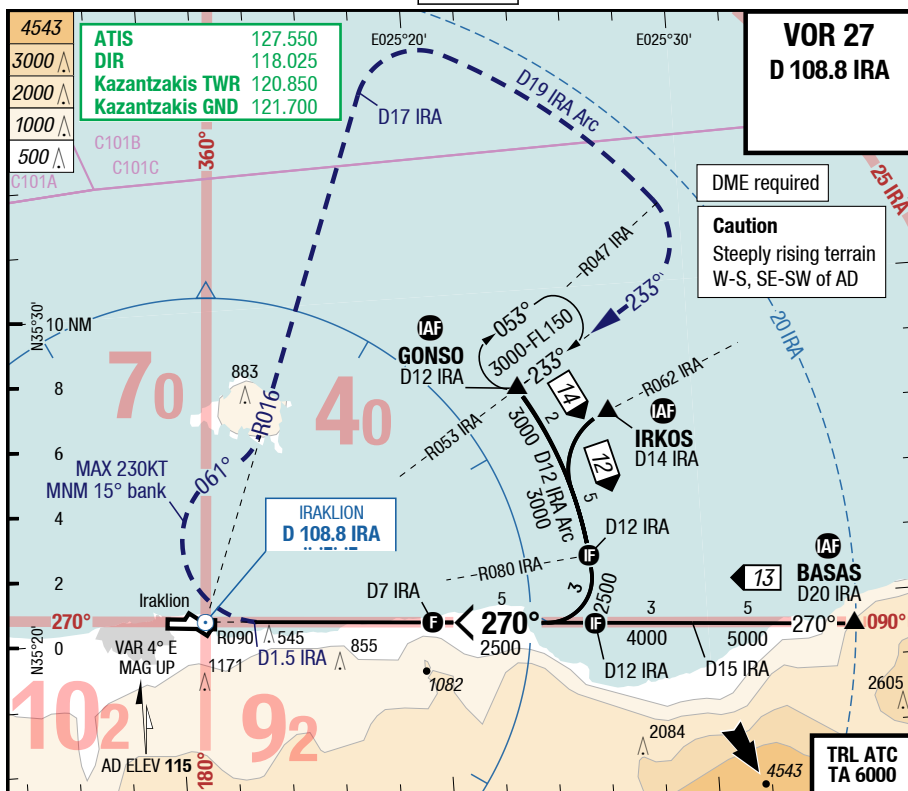 4543
3000
2000
1000
500
ATIS 127.550
DIR 118.025
Kazantzakis TWR 120.850
Kazantzakis GND 121.700
E025°20'
E025°30'
VOR 27
D 108.8 IRA
D17 IRA
D19 IRA Arc
C101B
C101C
C101A
360°
25 IRA
DME required
Caution
Steeply rising terrain
W-S, SE-SW of AD
R047 IRA
233°
20 IRA
N35°30'
10 NM
053°
3000-FL150
233°
IAF
GONSO
D12 IRA
R062 IRA
14
2
IAF
IRKOS
D14 IRA
883
8
70
40
R016
R053 IRA
3000
D12 IRA Arc
3000
12
5
6
061°
MAX 230KT
MNM 15° bank
IRAKLION
D 108.8 IRA
4
D12 IRA
IF
R080 IRA
IAF
BASAS
D20 IRA
13
2
D7 IRA
3
2500
5
3
5
Iraklion
270°
R090
F
270°
IF
270°
090°
2500
4000
5000
N35°20'
0
VAR 4° E
MAG UP
545
D1.5 IRA
855
D12 IRA
D15 IRA
1171
1082
2605
102
92
2084
AD ELEV 115
180°
4543
TRL ATC
TA 6000